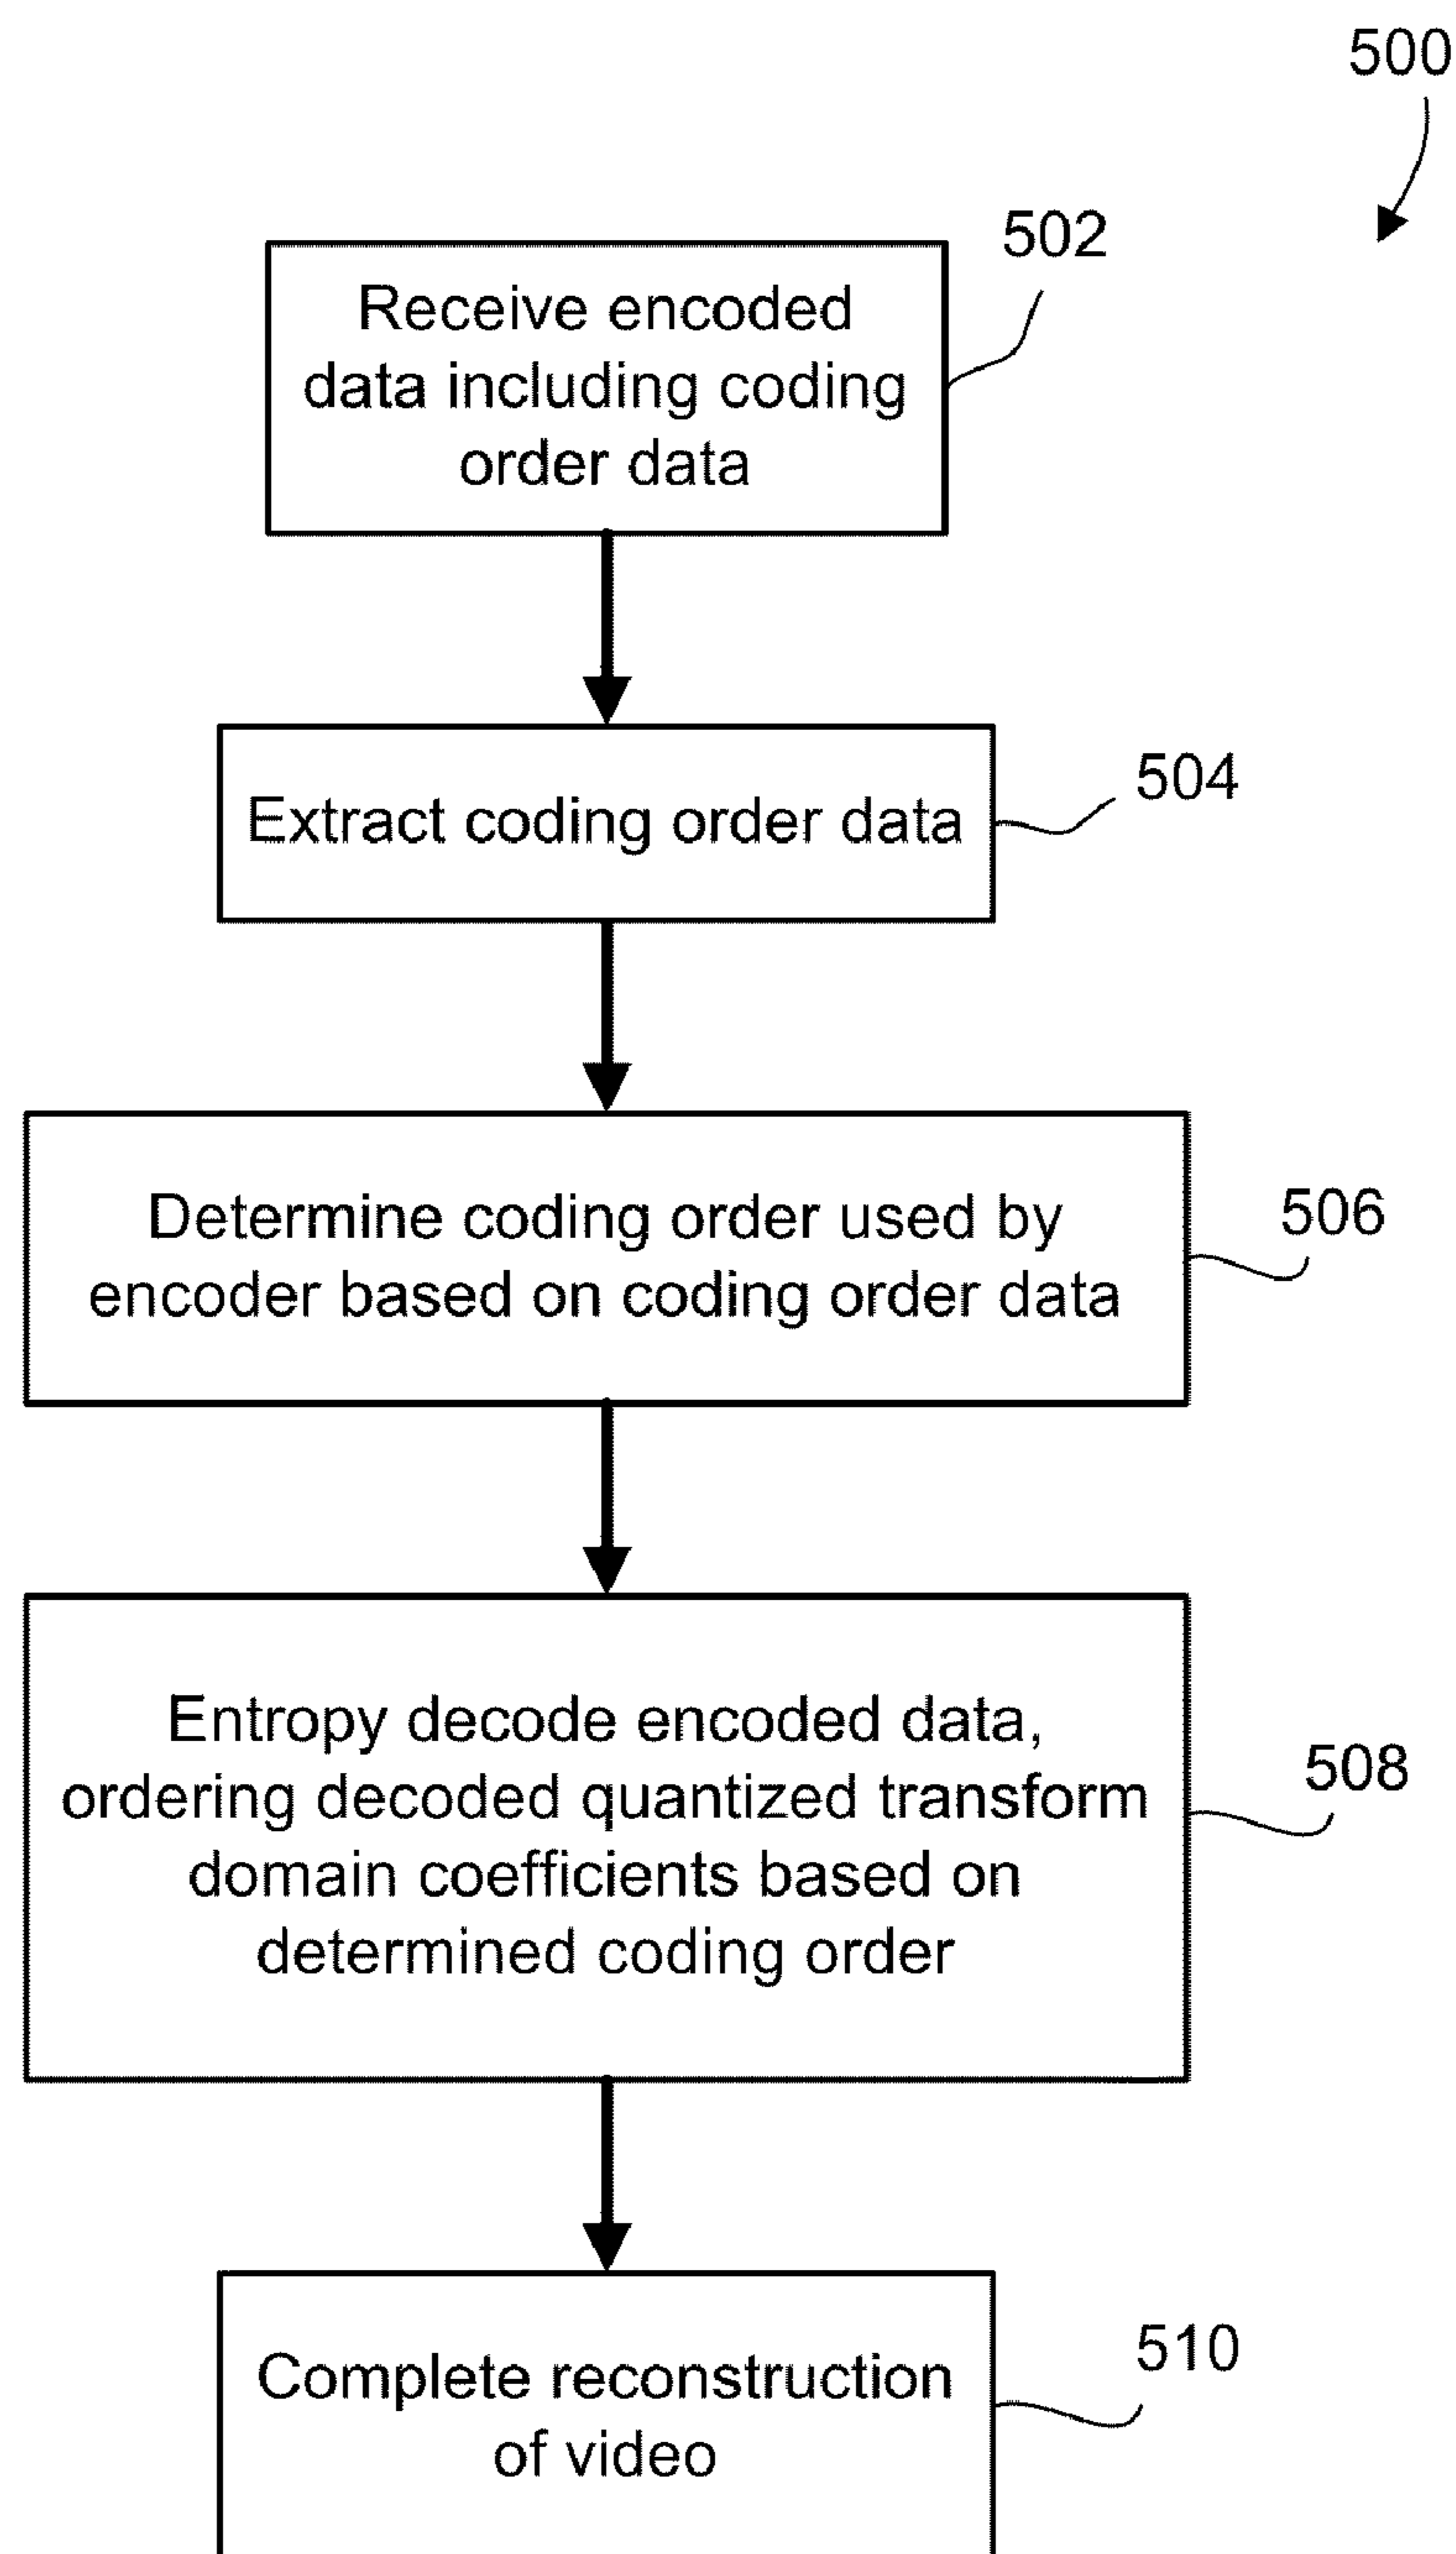 500
502
Receive encoded
data including coding
order data
504
Extract coding order data
506
Determine coding order used by
encoder based on coding order data
508
Entropy decode encoded data,
ordering decoded quantized transform
domain coefficients based on
determined coding order
510
Complete reconstruction
of video